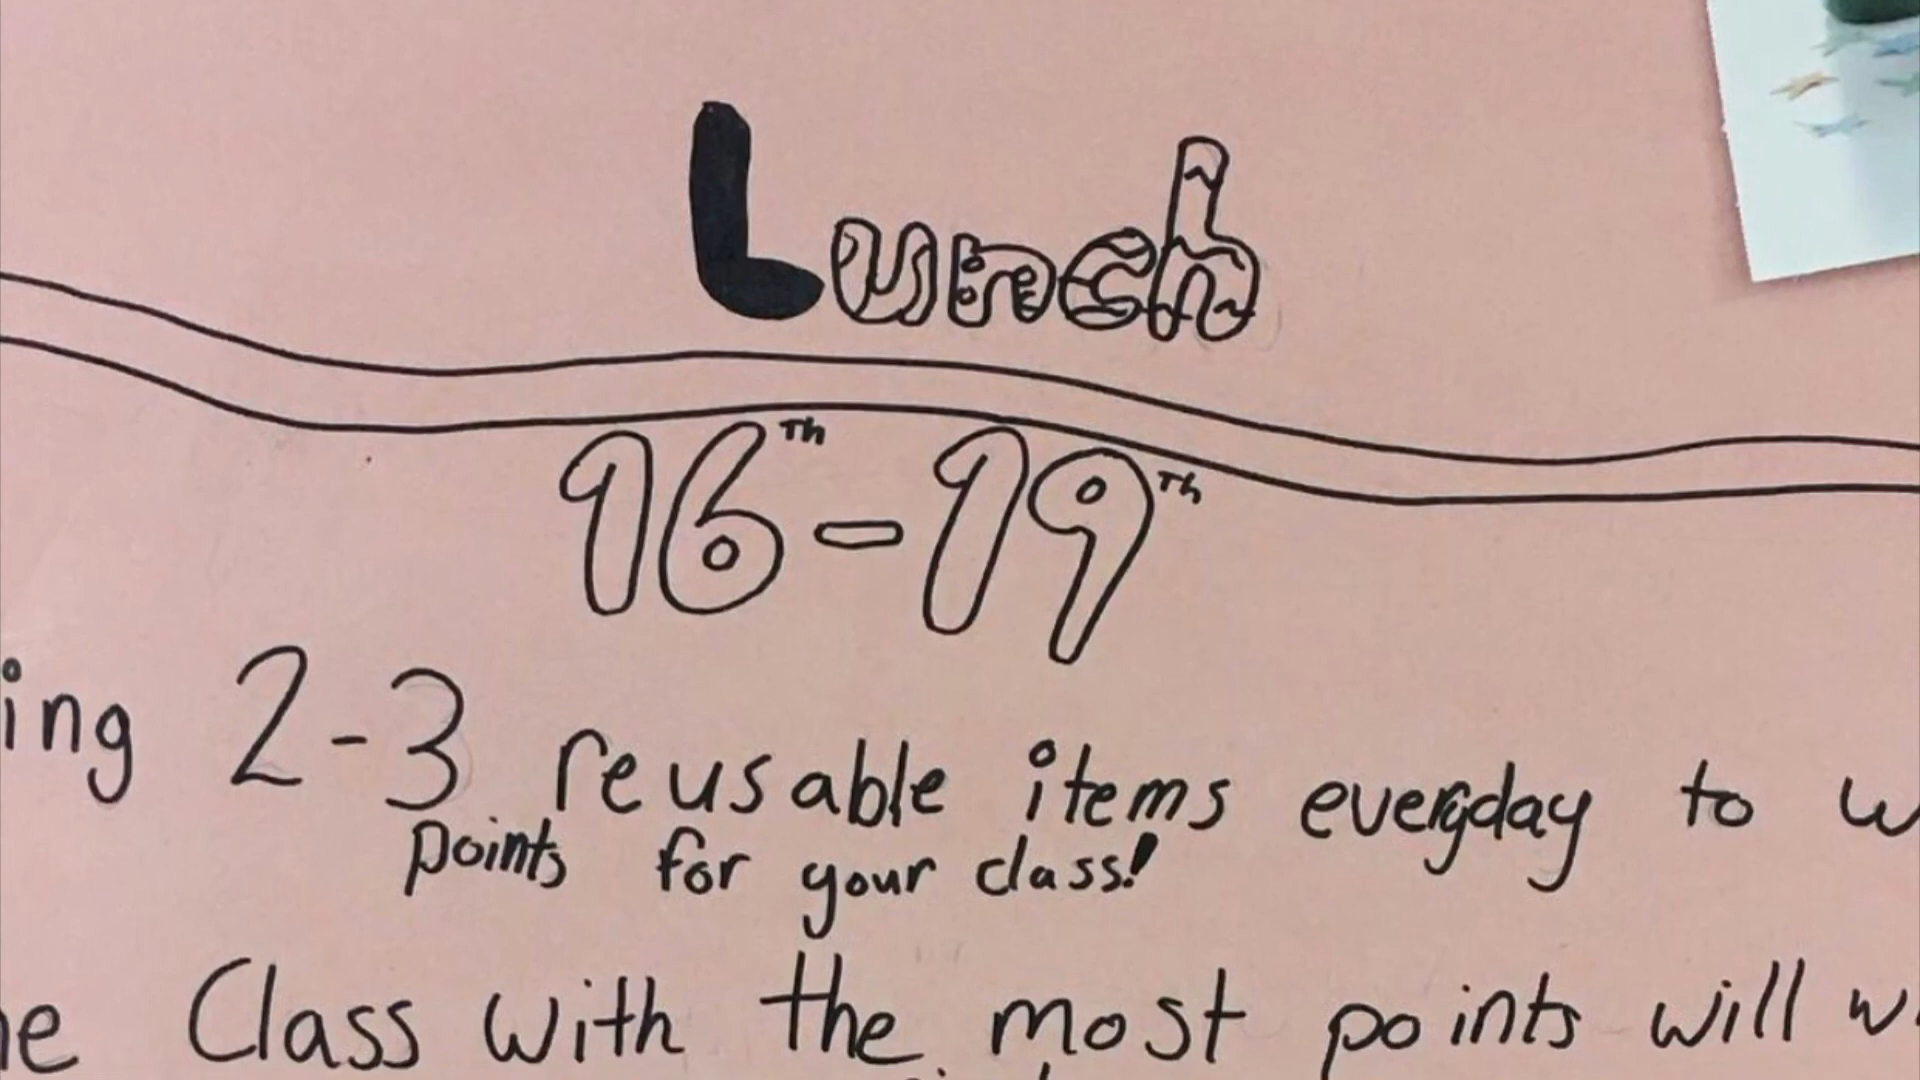 Lunch
16Th-19Th
ing 2-3 reusable items everyday to w
points for your class!
e Class with the most points will w